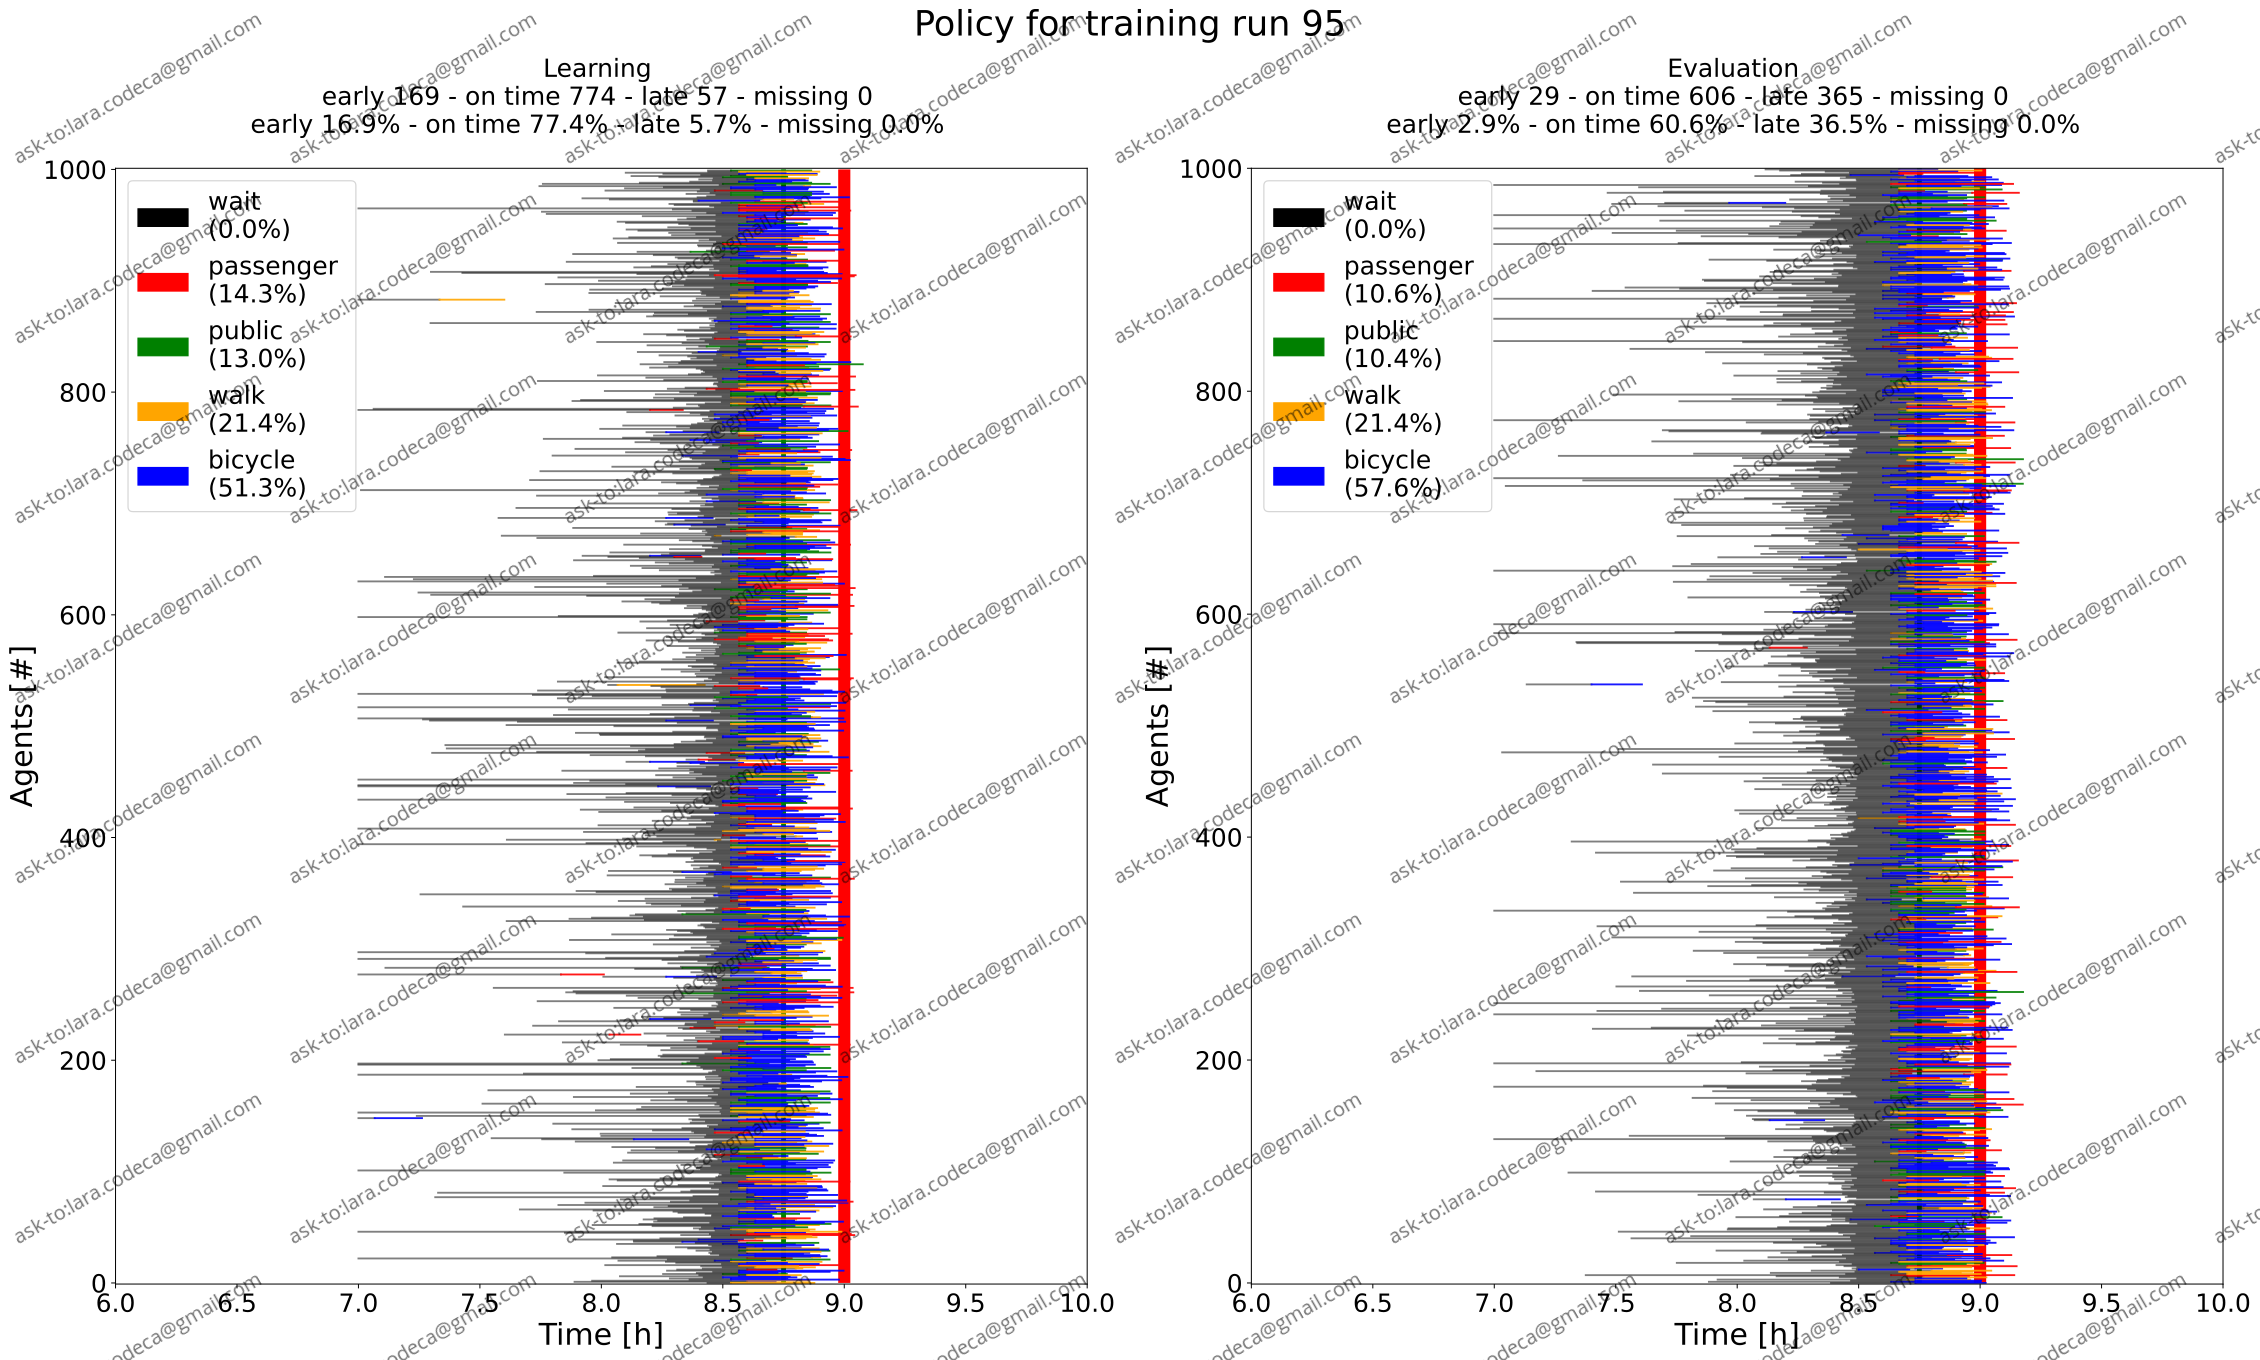 Policy for training run 95
Learning
early 169 - on time 774 - late 57 - missing 0
early 16.9% - on time 77.4% - late 5.7% - missing 0.0%
1000
800
600
400
200
0
Agents [#]
wait
(0.0%)
passenger
(14.3%)
public
(13.0%)
walk
(21.4%)
bicycle
(51.3%)
6.0 6.5 7.0 7.5 8.0 8.5 9.0 9.5 10.0
Time [h]
Evaluation
early 29 - on time 606 - late 365 - missing 0
early 2.9% - on time 60.6% - late 36.5% - missing 0.0%
1000
800
600
400
200
0
Agents [#]
wait
(0.0%)
passenger
(10.6%)
public
(10.4%)
walk
(21.4%)
bicycle
(57.6%)
6.0 6.5 7.0 7.5 8.0 8.5 9.0 9.5 10.0
Time [h]
ask-to:lara.codeca@gmail.com